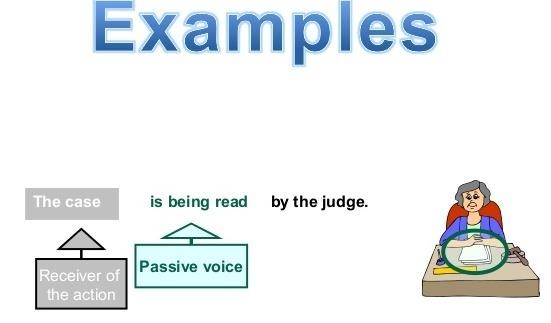 Examples
The case is being read by the judge.
Receiver of
the action
Passive voice